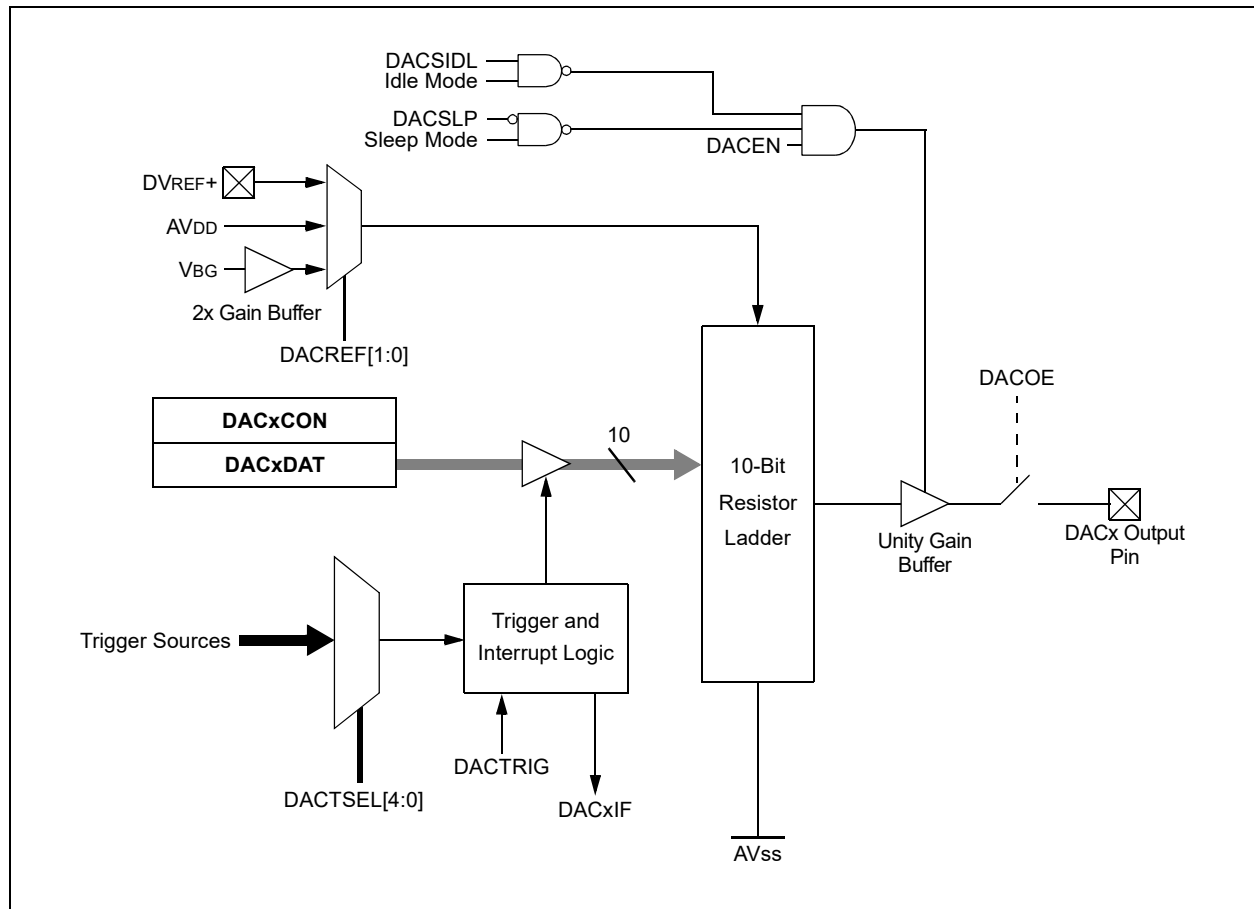 DACSIDL
Idle Mode
DACSLP
Sleep Mode
DACEN
DVREF+
AVDD
VBG
2x Gain Buffer
DACREF[1:0]
DACOE
DACxCON
DACxDAT
10
10-Bit
Resistor
Ladder
Unity Gain
Buffer
DACx Output
Pin
Trigger Sources
Trigger and
Interrupt Logic
DACTRIG
DACTSEL[4:0]
DACxIF
AVss